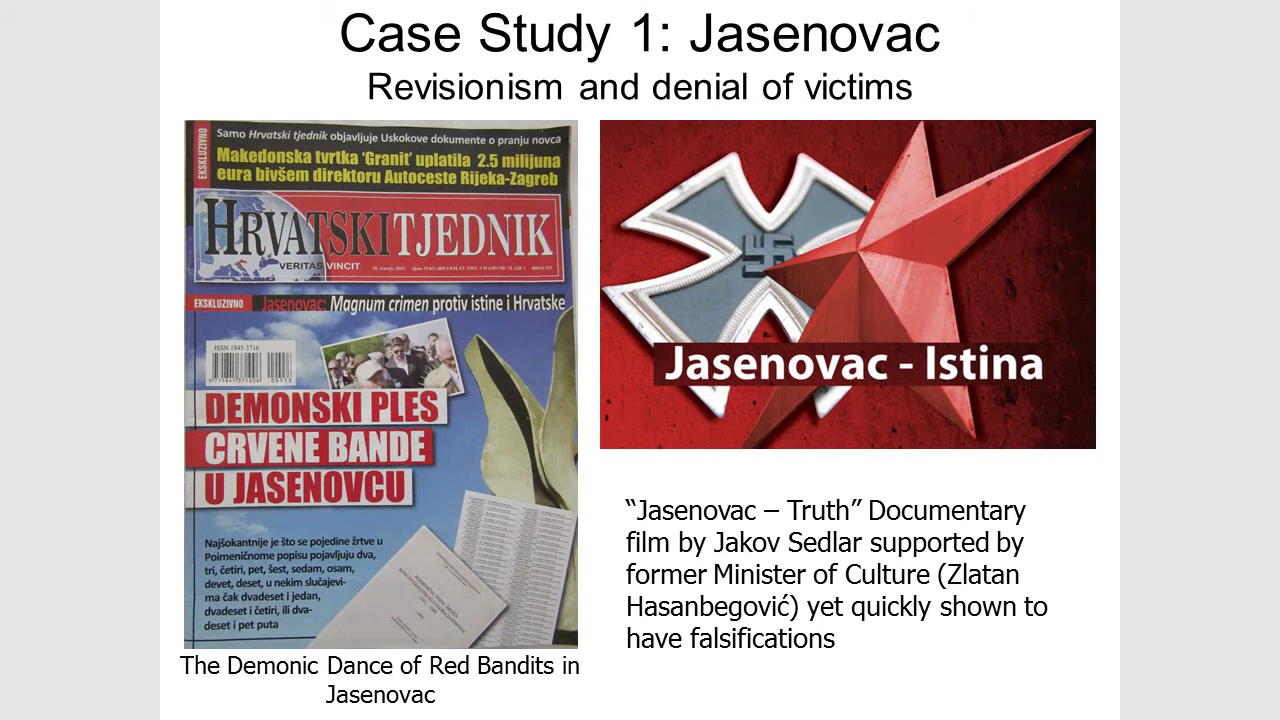 Case Study 1: Jasenovac
Revisionism and denial of victims
EKSKLUZIVNO
Samo Hrvatski tjednik objavljuje Uskokove dokumente o pranju novca
Makedonska tvrtka ‘Granit’ uplatila 2.5 milijuna
eura bivšem direktoru Autoceste Rijeka-Zagreb
HRVATSKI TJEDNIK
VERITAS VINCIT
EKSKLUZIVNO Jasenovac: Magnum crimen protiv istine i Hrvatske
ISSN 1845-3716
DEMONSKI PLES
CRVENE BANDE
U JASENOVCU
Najšokantnije je što se pojedine žrtve u
Poimeničnome popisu pojavljuju dva,
tri, četiri, pet, šest, sedam, osam,
devet, deset, u nekim slučajevi-
ma čak dvadeset i jedan,
dvadeset i četiri, ili dva-
deset i pet puta
The Demonic Dance of Red Bandits in
Jasenovac
Jasenovac - Istina
“Jasenovac – Truth” Documentary
film by Jakov Sedlar supported by
former Minister of Culture (Zlatan
Hasanbegović) yet quickly shown to
have falsifications